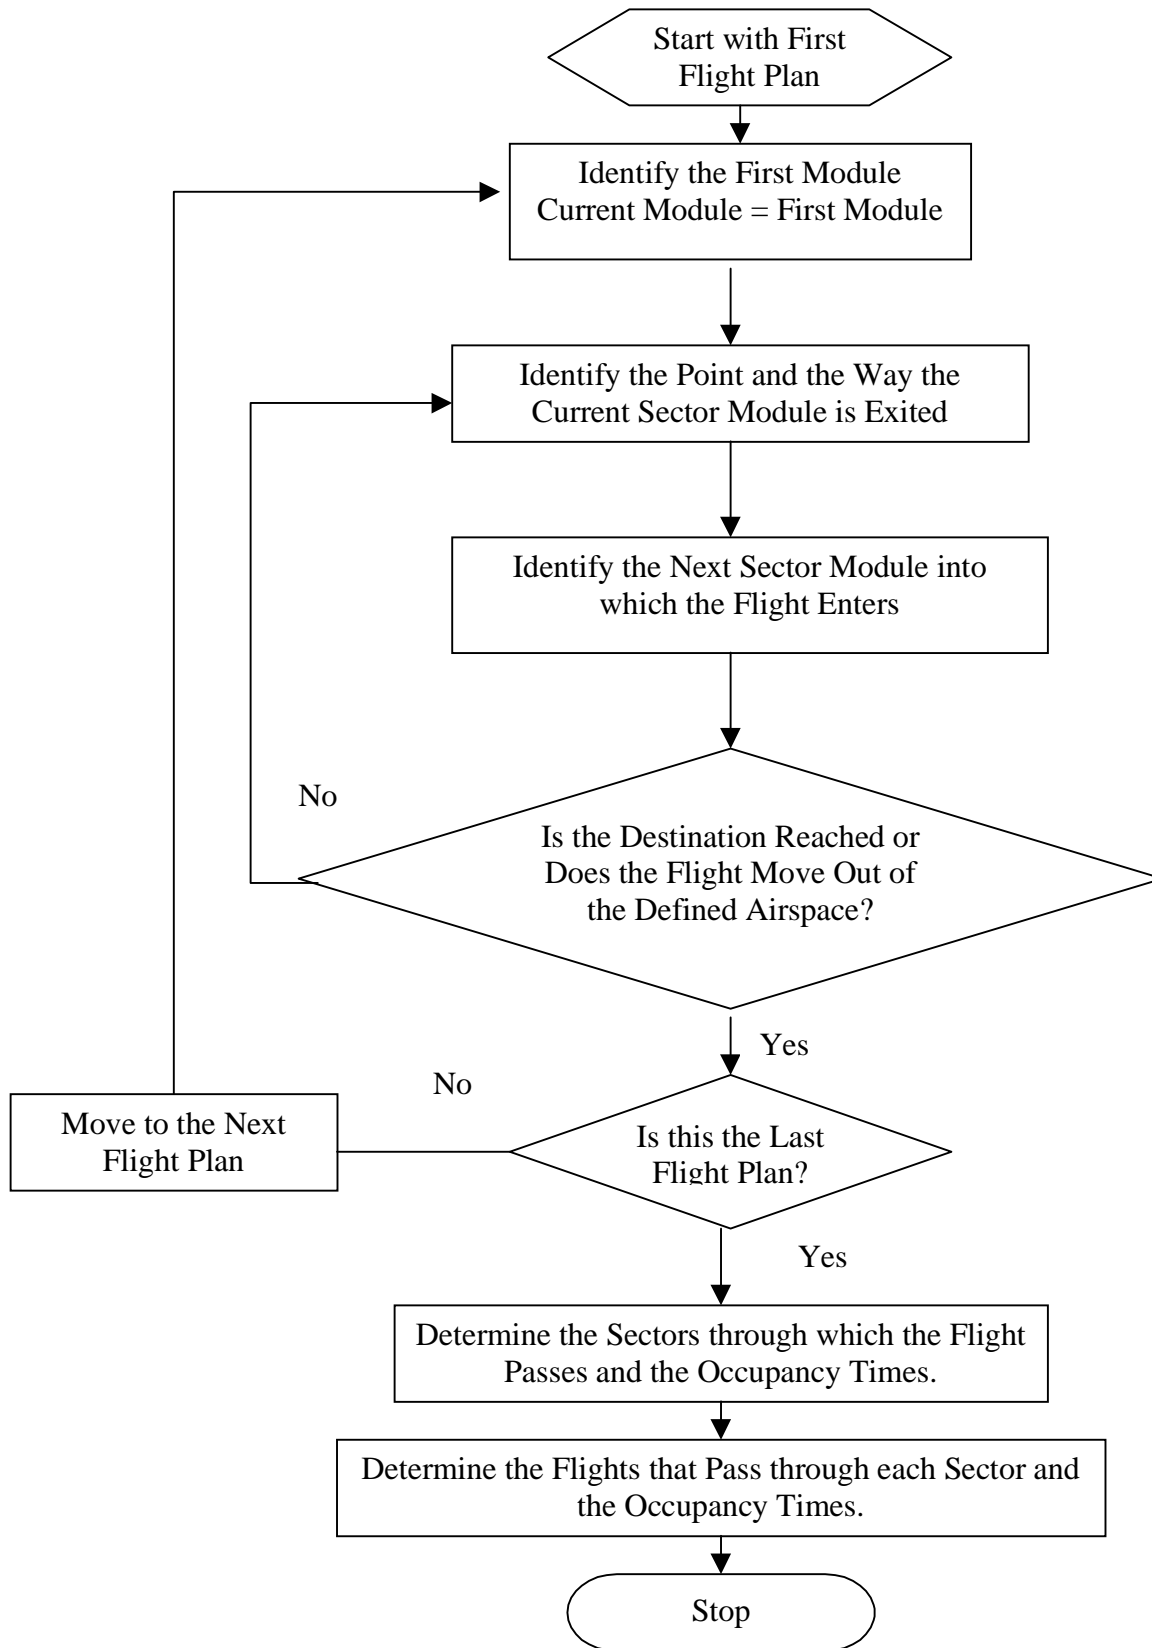 Start with First
Flight Plan
Identify the First Module
Current Module = First Module
Identify the Point and the Way the
Current Sector Module is Exited
Identify the Next Sector Module into
which the Flight Enters
No
Is the Destination Reached or
Does the Flight Move Out of
the Defined Airspace?
Yes
No
Move to the Next
Flight Plan
Is this the Last
Flight Plan?
Yes
Determine the Sectors through which the Flight
Passes and the Occupancy Times.
Determine the Flights that Pass through each Sector and
the Occupancy Times.
Stop